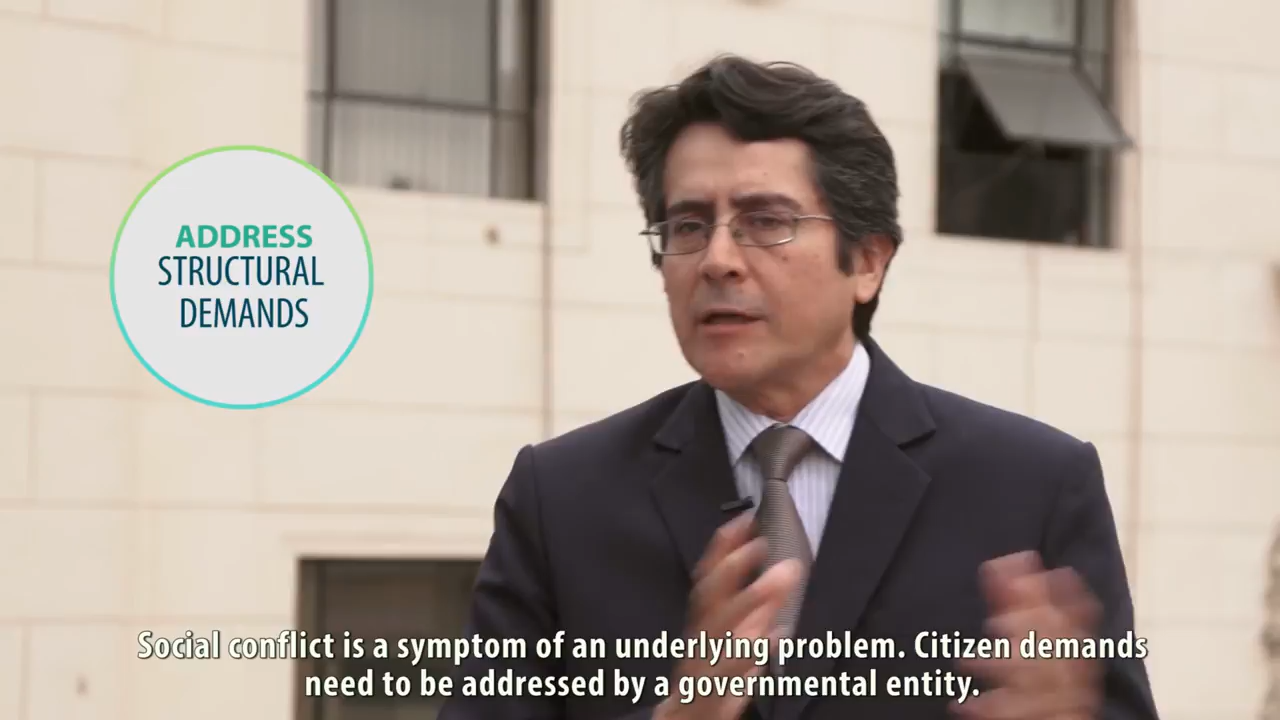 ADDRESS
STRUCTURAL
DEMANDS
Social conflict is a symptom of an underlying problem. Citizen demands
need to be addressed by a governmental entity.